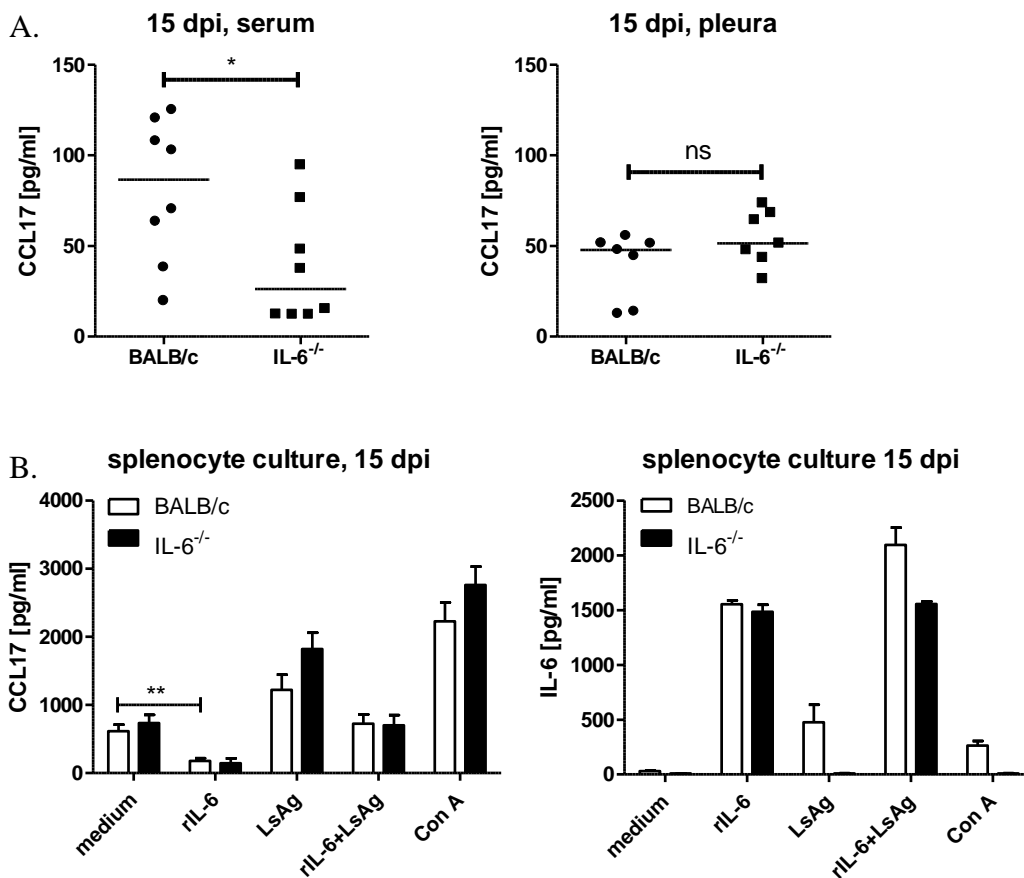 A.
15 dpi, serum
CCL17 [pg/ml]
150
100
50
0
*
BALB/c
IL-6-/-
15 dpi, pleura
CCL17 [pg/ml]
150
100
50
0
ns
BALB/c
IL-6-/-
B.
splenocyte culture, 15 dpi
CCL17 [pg/ml]
4000
3000
2000
1000
0
BALB/c
IL-6-/-
**
medium
rIL-6
LsAg
rIL-6+LsAg
Con A
splenocyte culture 15 dpi
IL-6 [pg/ml]
2500
2000
1500
1000
500
0
BALB/c
IL-6-/-
medium
rIL-6
LsAg
rIL-6+LsAg
Con A